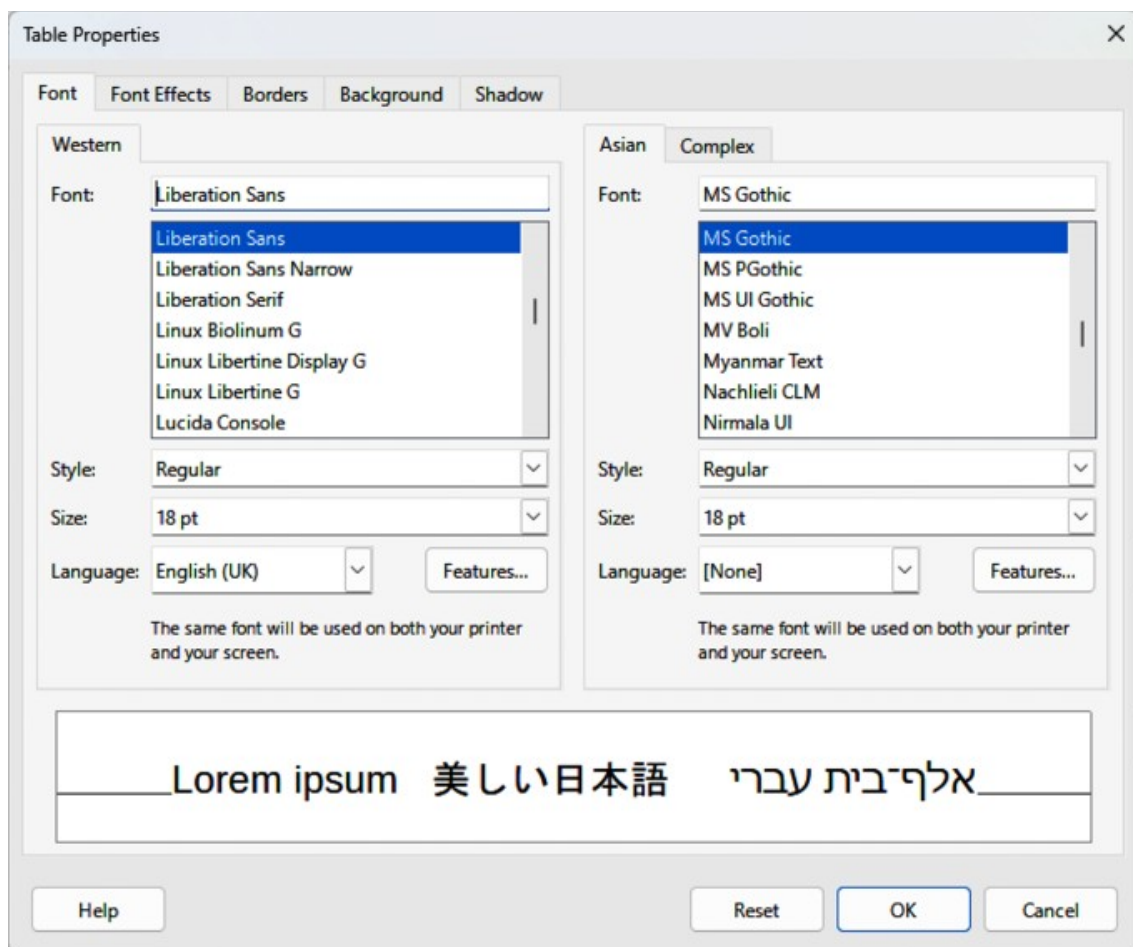 Table Properties
Font Font Effects Borders Background Shadow
Western
Font: Liberation Sans
Liberation Sans
Liberation Sans Narrow
Liberation Serif
Linux Biolinum G
Linux Libertine Display G
Linux Libertine G
Lucida Console
Style: Regular
Size: 18 pt
Language: English (UK) Features...
The same font will be used on both your printer
and your screen.
Asian Complex
Font: MS Gothic
MS Gothic
MS PGothic
MS UI Gothic
MV Boli
Myanmar Text
Nachlieli CLM
Nirmala UI
Style: Regular
Size: 18 pt
Language: [None] Features...
The same font will be used on both your printer
and your screen.
Lorem ipsum 美しい日本語 אלף־בית עברי
Help Reset OK Cancel